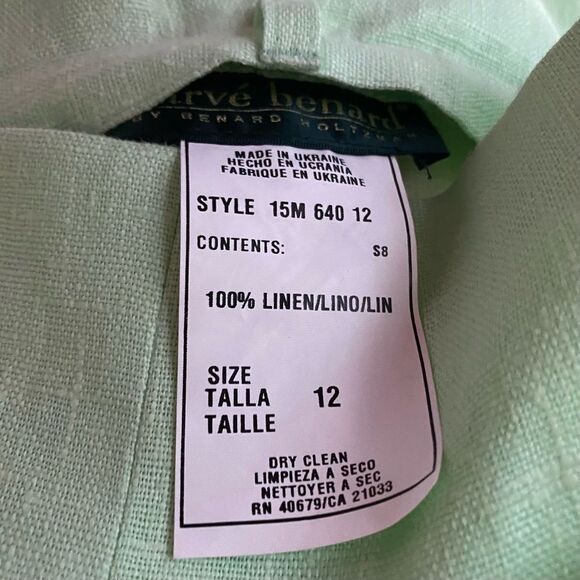 arvé benard
BY BENARD HOLTZMAN
MADE IN UKRAINE
HECHO EN UCRANIA
FABRIQUE EN UKRAINE
STYLE 15M 640 12
CONTENTS: S8
100% LINEN/LINO/LIN
SIZE
TALLA 12
TAILLE
DRY CLEAN
LIMPIEZA A SECO
NETTOYER A SEC
RN 40679/CA 21033